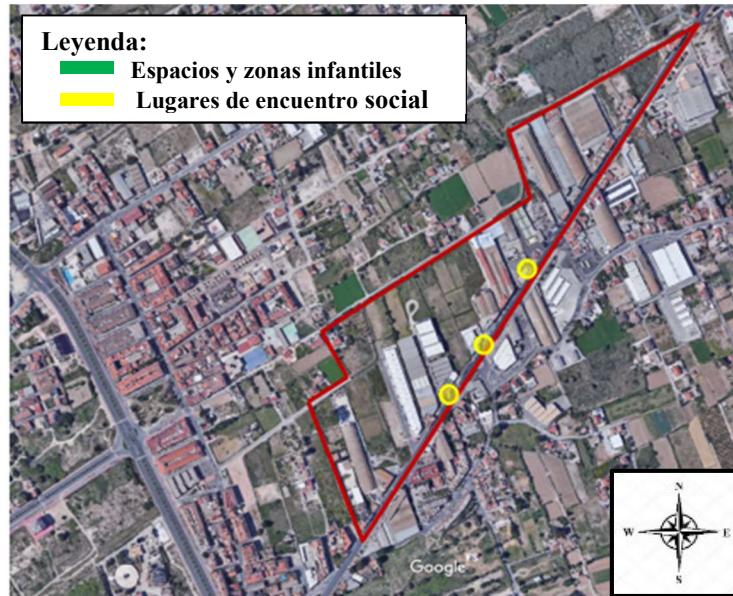 Leyenda:
Espacios y zonas infantiles
Lugares de encuentro social
N
W E
S
Google